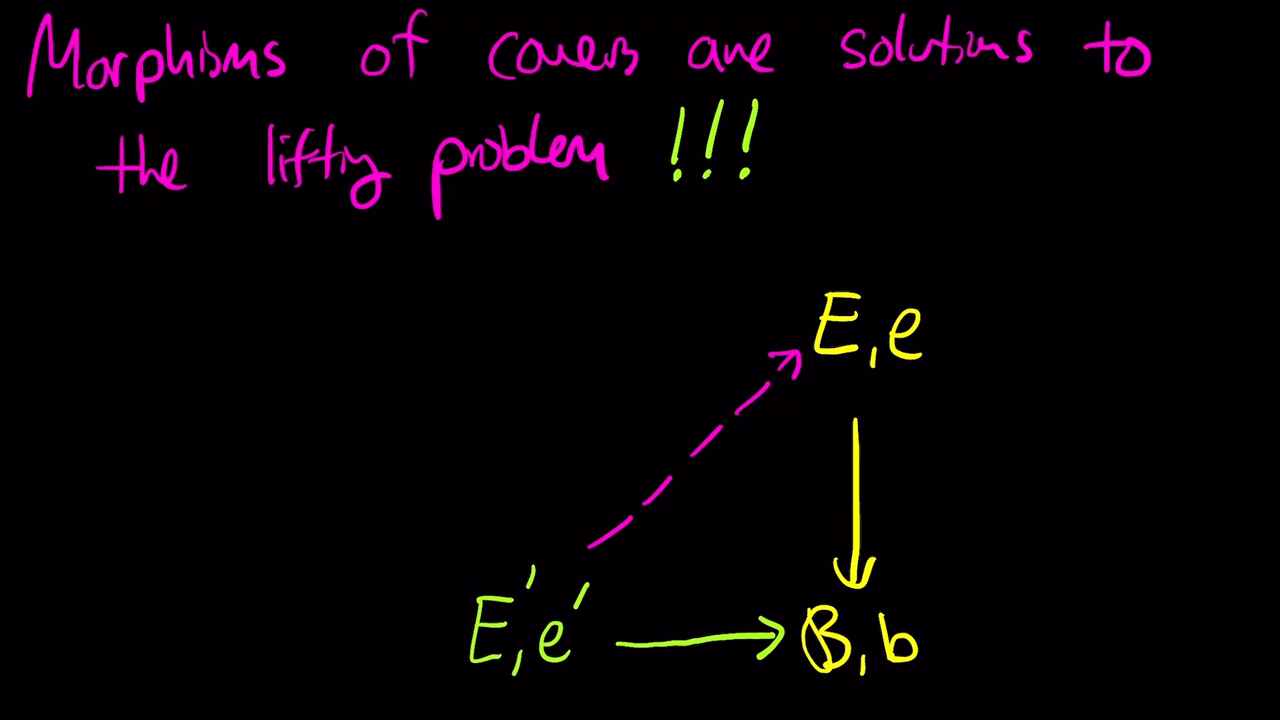 Morphisms of covers are solutions to
the lifting problem !!!
E,e
E',e'
B,b